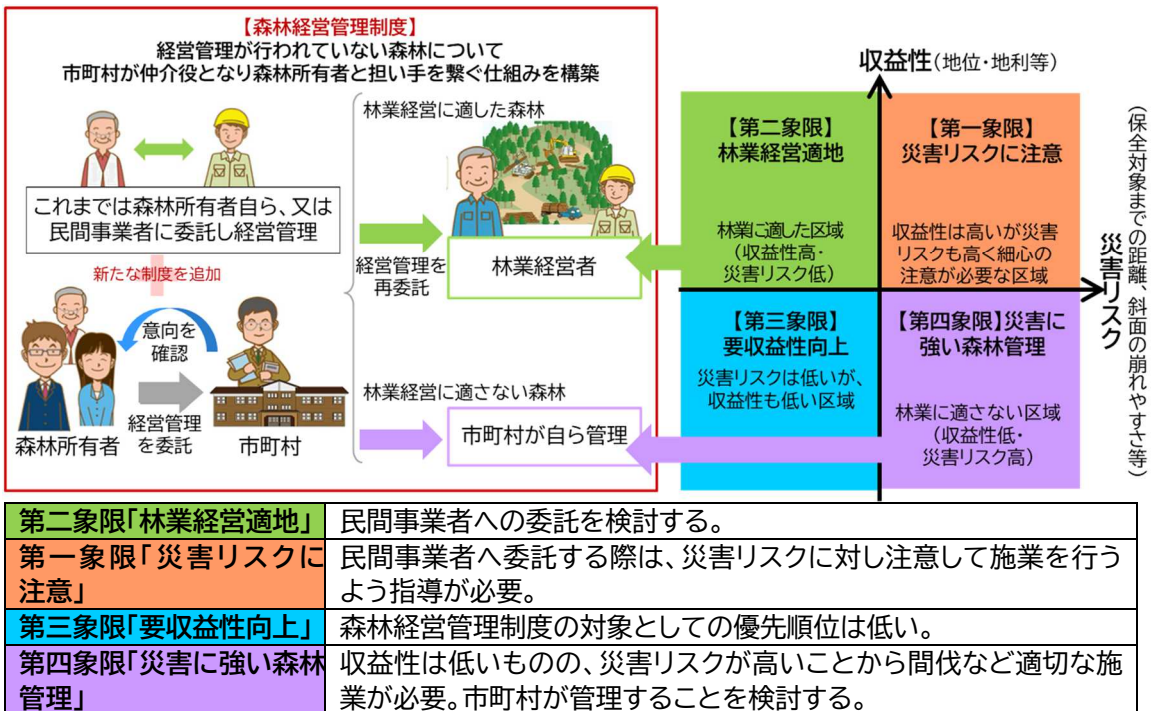 【森林経営管理制度】
経営管理が行われていない森林について
市町村が仲介役となり森林所有者と担い手を繋ぐ仕組みを構築
これまでは森林所有者自ら、又は
民間事業者に委託し経営管理
新たな制度を追加
意向を
確認
経営管理
を委託
森林所有者
市町村
林業経営に適した森林
経営管理を
再委託
林業経営者
林業経営に適さない森林
市町村が自ら管理
収益性(地位・地利等)
【第二象限】
林業経営適地
林業に適した区域
(収益性高・
災害リスク低)
【第一象限】
災害リスクに注意
収益性は高いが災害
リスクも高く細心の
注意が必要な区域
【第三象限】
要収益性向上
災害リスクは低いが、
収益性も低い区域
【第四象限】災害に
強い森林管理
林業に適さない区域
(収益性低・
災害リスク高)
災害リスク
(保全対象までの距離、斜面の崩れやすさ等)
第二象限「林業経営適地」 民間事業者への委託を検討する。
第一象限「災害リスクに
注意」
民間事業者へ委託する際は、災害リスクに対し注意して施業を行う
よう指導が必要。
第三象限「要収益性向上」 森林経営管理制度の対象としての優先順位は低い。
第四象限「災害に強い森林
管理」
収益性は低いものの、災害リスクが高いことから間伐など適切な施
業が必要。市町村が管理することを検討する。